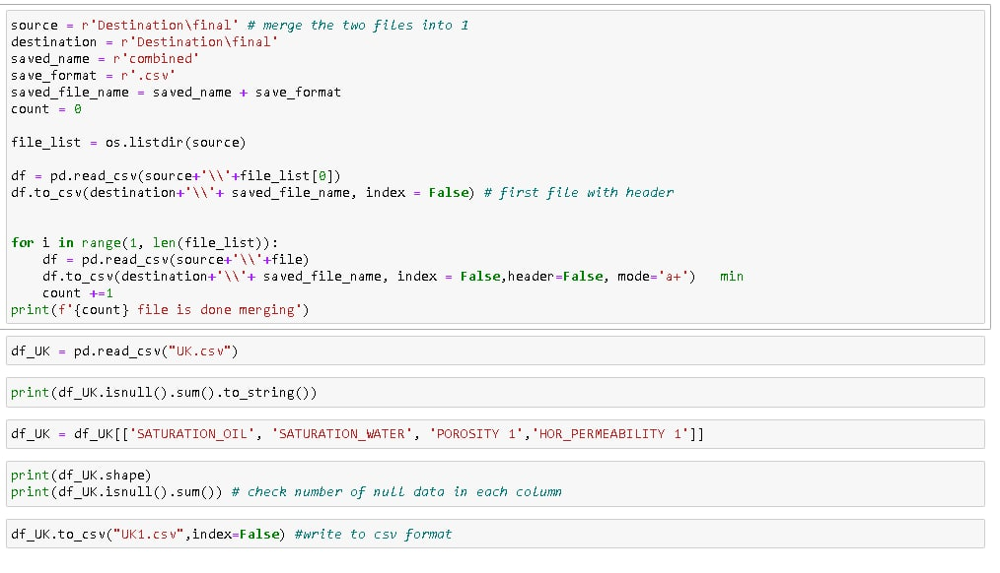 source = r'Destination\final' # merge the two files into 1
destination = r'Destination\final'
saved_name = r'combined'
save_format = r'.csv'
saved_file_name = saved_name + save_format
count = 0
file_list = os.listdir(source)
df = pd.read_csv(source+'\\'+file_list[0])
df.to_csv(destination+'\\'+ saved_file_name, index = False) # first file with header
for i in range(1, len(file_list)):
df = pd.read_csv(source+'\\'+file)
df.to_csv(destination+'\\'+ saved_file_name, index = False,header=False, mode='a+') min
count +=1
print(f'{count} file is done merging')
df_UK = pd.read_csv("UK.csv")
print(df_UK.isnull().sum().to_string())
df_UK = df_UK[['SATURATION_OIL', 'SATURATION_WATER', 'POROSITY 1','HOR_PERMEABILITY 1']]
print(df_UK.shape)
print(df_UK.isnull().sum()) # check number of null data in each column
df_UK.to_csv("UK1.csv",index=False) #write to csv format